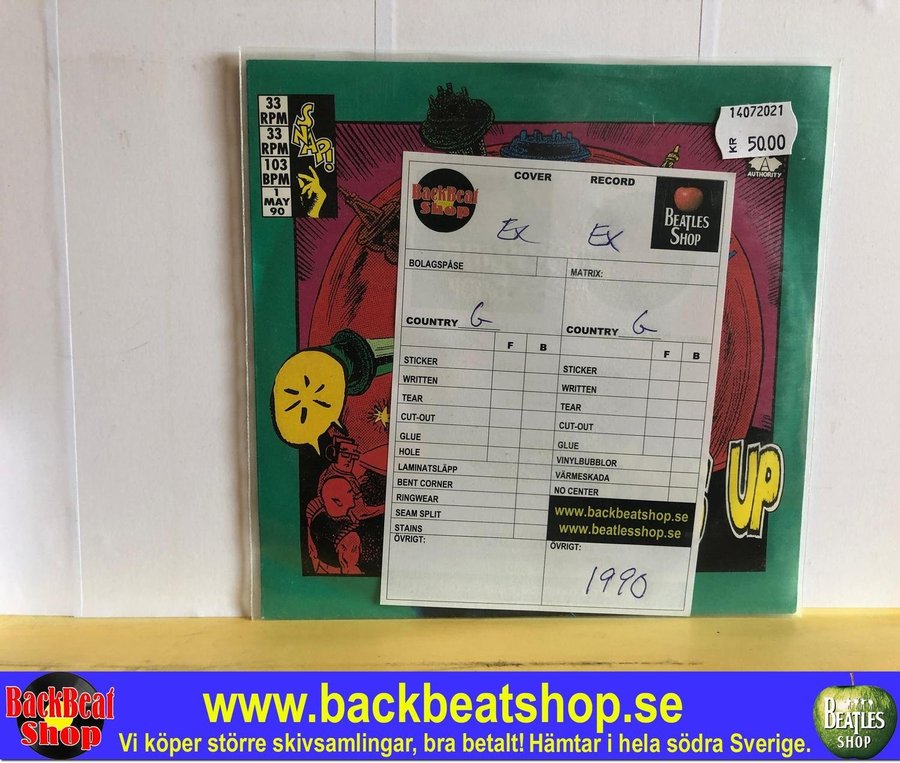 33
RPM
33
RPM
103
BPM
1
MAY
90
SNAP!
14072021
KR 50.00
AUTHORITY
UP
BackBeat
Shop
COVER
RECORD
BEATLES
SHOP
Ex
Ex
BOLAGSPÅSE
MATRIX:
COUNTRY G
COUNTRY G
F B
F B
STICKER
WRITTEN
TEAR
CUT-OUT
GLUE
HOLE
LAMINATSLÄPP
BENT CORNER
RINGWEAR
SEAM SPLIT
STAINS
ÖVRIGT:
STICKER
WRITTEN
TEAR
CUT-OUT
GLUE
VINYLBUBBLOR
VÄRMESKADA
NO CENTER
www.backbeatshop.se
www.beatlesshop.se
ÖVRIGT:
1990
BackBeat
Shop
www.backbeatshop.se
Vi köper större skivsamlingar, bra betalt! Hämtar i hela södra Sverige.
BEATLES
SHOP